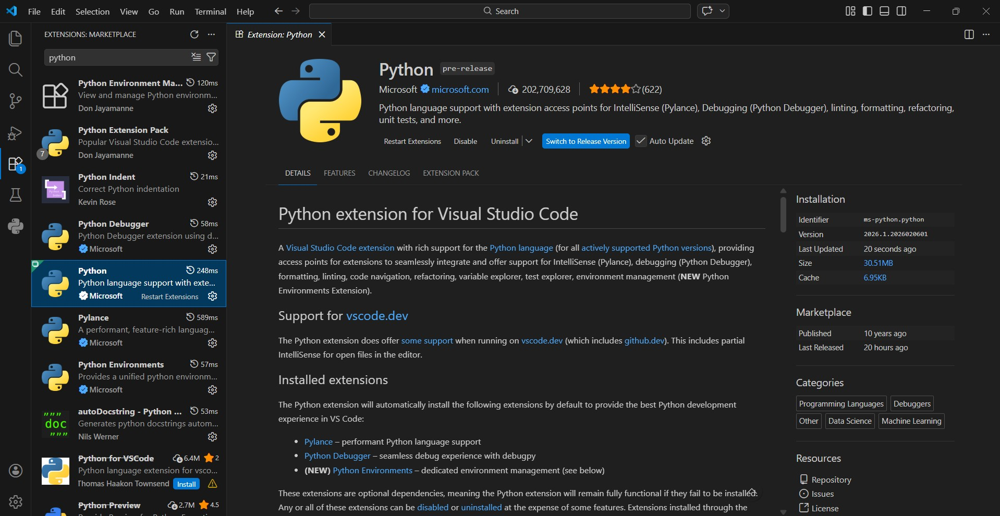 File Edit Selection View Go Run Terminal Help
Search
EXTENSIONS: MARKETPLACE
python
Python Environment Ma... 120ms
View and manage Python environm...
Don Jayamanne
Python Extension Pack
Popular Visual Studio Code extensio...
7
Don Jayamanne
Python Indent 21ms
Correct Python indentation
Kevin Rose
Python Debugger 58ms
Python Debugger extension using d...
Microsoft
1
Python 248ms
Python language support with exte...
Microsoft Restart Extensions
Pylance 589ms
A performant, feature-rich languag...
Microsoft
Python Environments 57ms
Provides a unified python environm...
Microsoft
autoDocstring - Python ... 53ms
Generates python docstrings autom...
Nils Werner
"""
doc
"""
Python for VSCode 6.4M 2
Python language extension for vsco...
Thomas Haakon Townsend Install
Python Preview 2.7M 4.5
Extension: Python
Python pre-release
Microsoft microsoft.com 202,709,628 (622)
Python language support with extension access points for IntelliSense (Pylance), Debugging (Python Debugger), linting, formatting, refactoring,
unit tests, and more.
Restart Extensions Disable Uninstall Switch to Release Version Auto Update
DETAILS FEATURES CHANGELOG EXTENSION PACK
Python extension for Visual Studio Code
A Visual Studio Code extension with rich support for the Python language (for all actively supported Python versions), providing
access points for extensions to seamlessly integrate and offer support for IntelliSense (Pylance), debugging (Python Debugger),
formatting, linting, code navigation, refactoring, variable explorer, test explorer, environment management (NEW Python
Environments Extension).
Support for vscode.dev
The Python extension does offer some support when running on vscode.dev (which includes github.dev). This includes partial
IntelliSense for open files in the editor.
Installed extensions
The Python extension will automatically install the following extensions by default to provide the best Python development
experience in VS Code:
• Pylance – performant Python language support
• Python Debugger – seamless debug experience with debugpy
• (NEW) Python Environments – dedicated environment management (see below)
These extensions are optional dependencies, meaning the Python extension will remain fully functional if they fail to be installed.
Any or all of these extensions can be disabled or uninstalled at the expense of some features. Extensions installed through the
Installation
Identifier ms-python.python
Version 2026.1.2026020601
Last Updated 20 seconds ago
Size 30.51MB
Cache 6.95KB
Marketplace
Published 10 years ago
Last Released 20 hours ago
Categories
Programming Languages Debuggers
Other Data Science Machine Learning
Resources
Repository
Issues
License